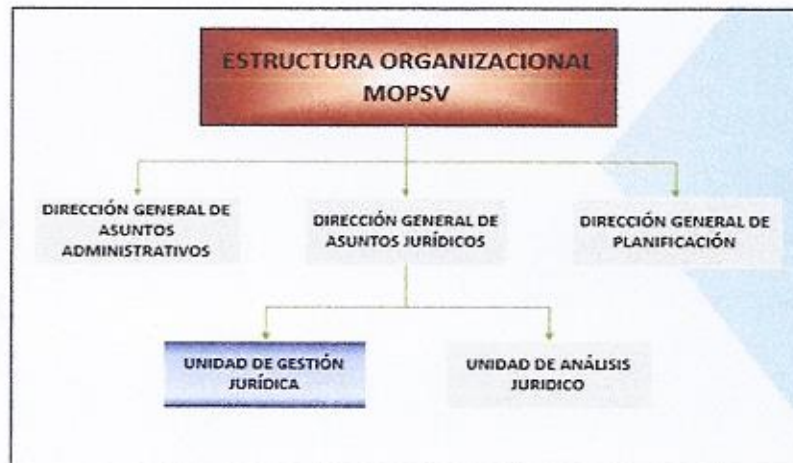 ESTRUCTURA ORGANIZACIONAL
MOPSV
DIRECCIÓN GENERAL DE
ASUNTOS
ADMINISTRATIVOS
DIRECCIÓN GENERAL DE
ASUNTOS JURÍDICOS
DIRECCIÓN GENERAL DE
PLANIFICACIÓN
UNIDAD DE GESTIÓN
JURÍDICA
UNIDAD DE ANÁLISIS
JURIDICO